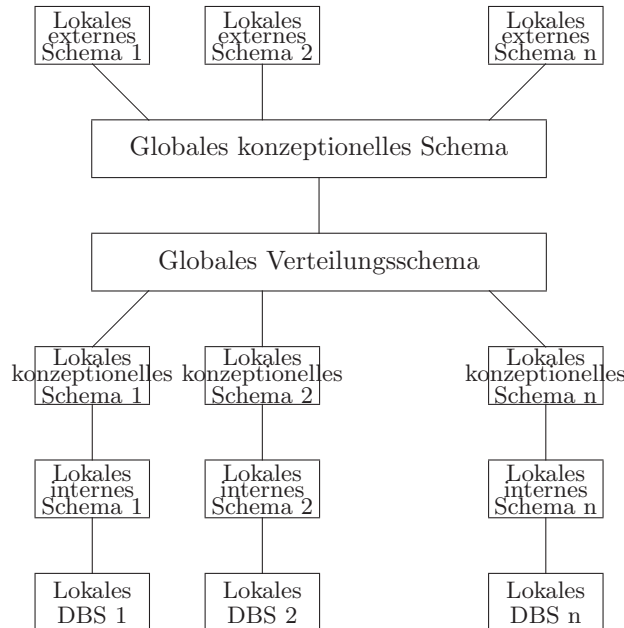 Lokales
externes
Schema 1
Lokales
externes
Schema 2
Lokales
externes
Schema n
Globales konzeptionelles Schema
Globales Verteilungsschema
Lokales
konzeptionelles
Schema 1
Lokales
konzeptionelles
Schema 2
Lokales
konzeptionelles
Schema n
Lokales
internes
Schema 1
Lokales
internes
Schema 2
Lokales
internes
Schema n
Lokales
DBS 1
Lokales
DBS 2
Lokales
DBS n